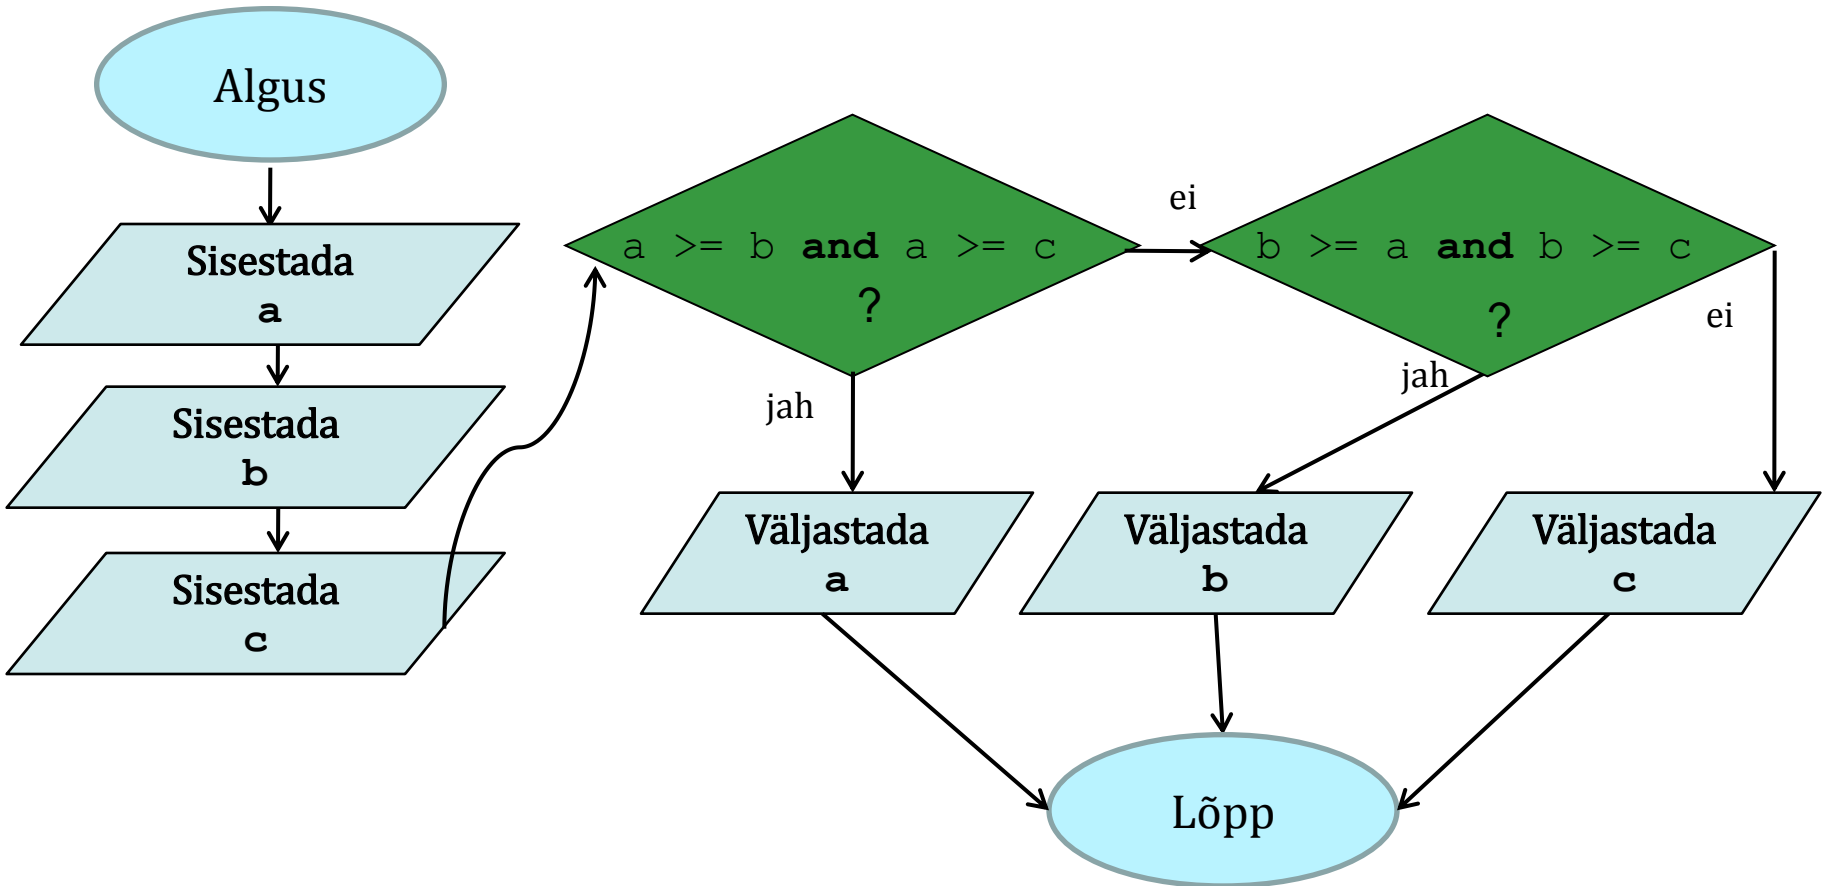 Algus
Sisestada
a
Sisestada
b
Sisestada
c
a >= b and a >= c
?
ei
jah
b >= a and b >= c
?
ei
jah
Väljastada
a
Väljastada
b
Väljastada
c
Lõpp